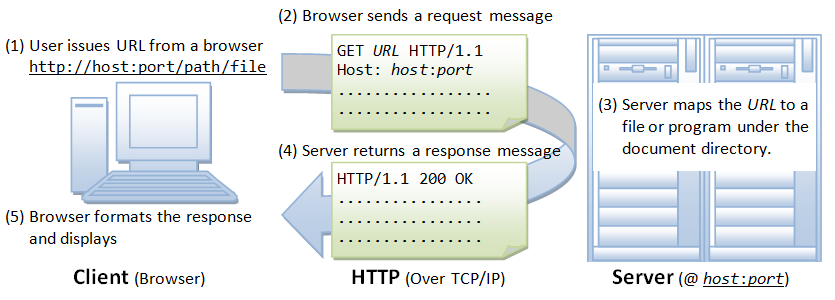 (1) User issues URL from a browser
http://host:port/path/file
(2) Browser sends a request message
GET URL HTTP/1.1
Host: host:port
.................
.................
(3) Server maps the URL to a
file or program under the
document directory.
(4) Server returns a response message
HTTP/1.1 200 OK
................
................
................
(5) Browser formats the response
and displays
Client (Browser)
HTTP (Over TCP/IP)
Server (@ host:port)